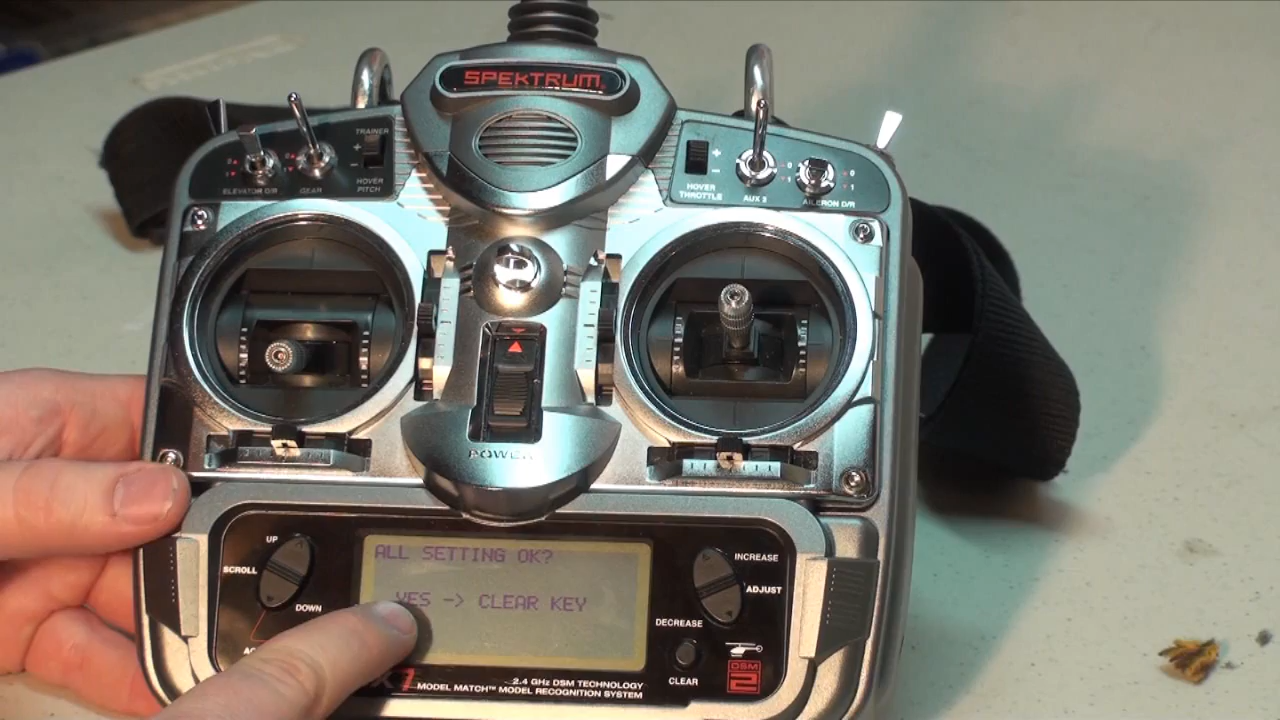 SPEKTRUM
TRAINER
ELEVATOR D/R
GEAR
HOVER
PITCH
HOVER
THROTTLE
AUX 2
AILERON D/R
0
1
POWER
UP
SCROLL
DOWN
ALL SETTING OK?
YES -> CLEAR KEY
INCREASE
ADJUST
DECREASE
CLEAR
DSM
2
2.4 GHz DSM TECHNOLOGY
MODEL MATCH™ MODEL RECOGNITION SYSTEM